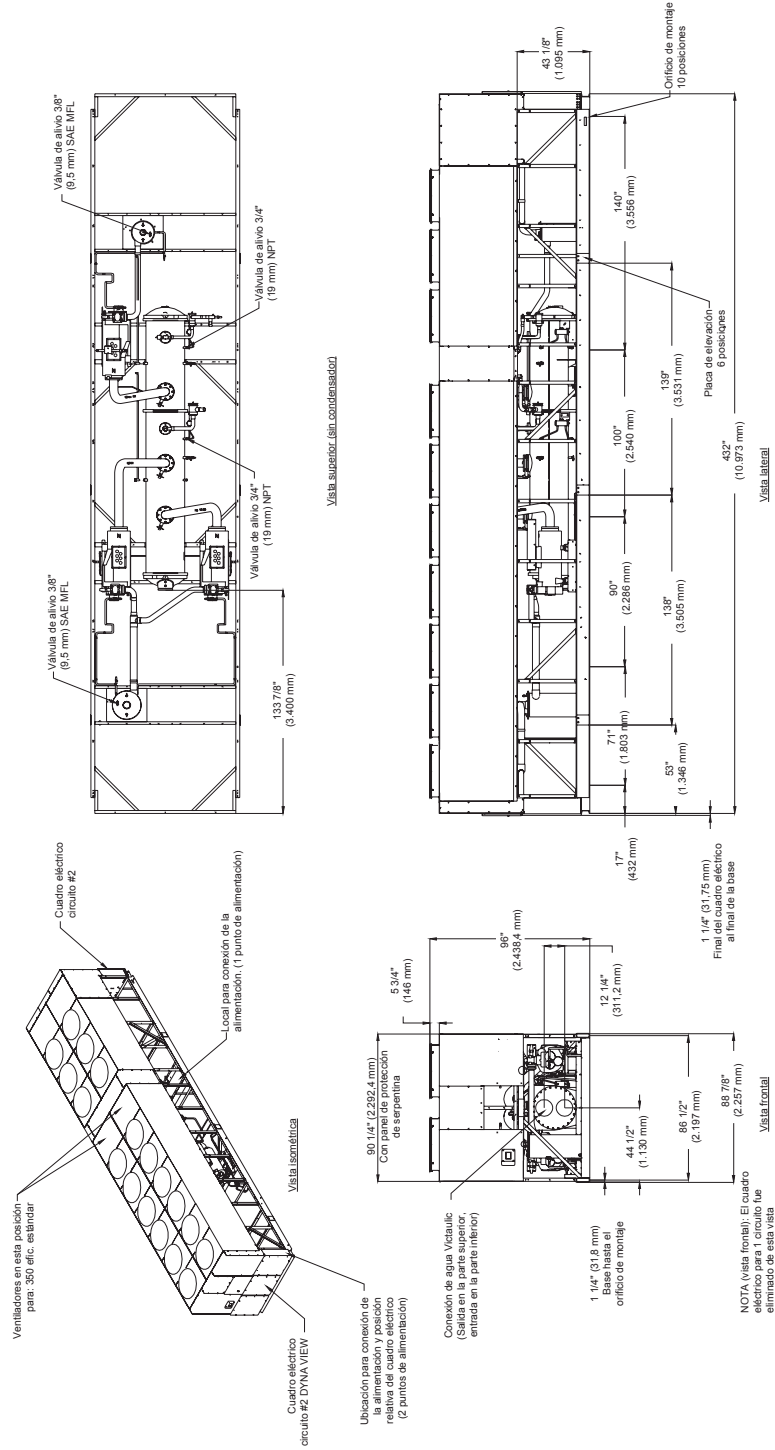 Ventiladores en esta posición
para: 350 efic. estándar
Cuadro eléctrico
circuito #2
Local para conexión de la
alimentación. (1 punto de alimentación)
Cuadro eléctrico
circuito #2 DYNA VIEW
Ubicación para conexión de
la alimentación y posición
relativa del cuadro eléctrico
(2 puntos de alimentación)
Vista isométrica
Válvula de alivio 3/8"
(9,5 mm) SAE MFL
Válvula de alivio 3/8"
(9,5 mm) SAE MFL
Válvula de alivio 3/4"
(19 mm) NPT
Válvula de alivio 3/4"
(19 mm) NPT
133 7/8"
(3.400 mm)
Vista superior (sin condensador)
90 1/4" (2.292,4 mm)
Con panel de protección
de serpentina
5 3/4"
(146 mm)
96"
(2.438,4 mm)
12 1/4"
(311,2 mm)
Conexión de agua Victaulic
(Salida en la parte superior,
entrada en la parte inferior)
1 1/4" (31,8 mm)
Base hasta el
orificio de montaje
44 1/2"
(1.130 mm)
86 1/2"
(2.197 mm)
88 7/8"
(2.257 mm)
Vista frontal
NOTA (vista frontal): El cuadro
eléctrico para 1 circuito fue
eliminado de esta vista
43 1/8"
(1.095 mm)
Orificio de montaje
10 posiciones
Placa de elevación
6 posiciones
17"
(432 mm)
71"
(1.803 mm)
90"
(2.286 mm)
100"
(2.540 mm)
140"
(3.556 mm)
53"
(1.346 mm)
138"
(3.505 mm)
139"
(3.531 mm)
432"
(10.973 mm)
1 1/4" (31,75 mm)
Final del cuadro eléctrico
al final de la base
Vista lateral